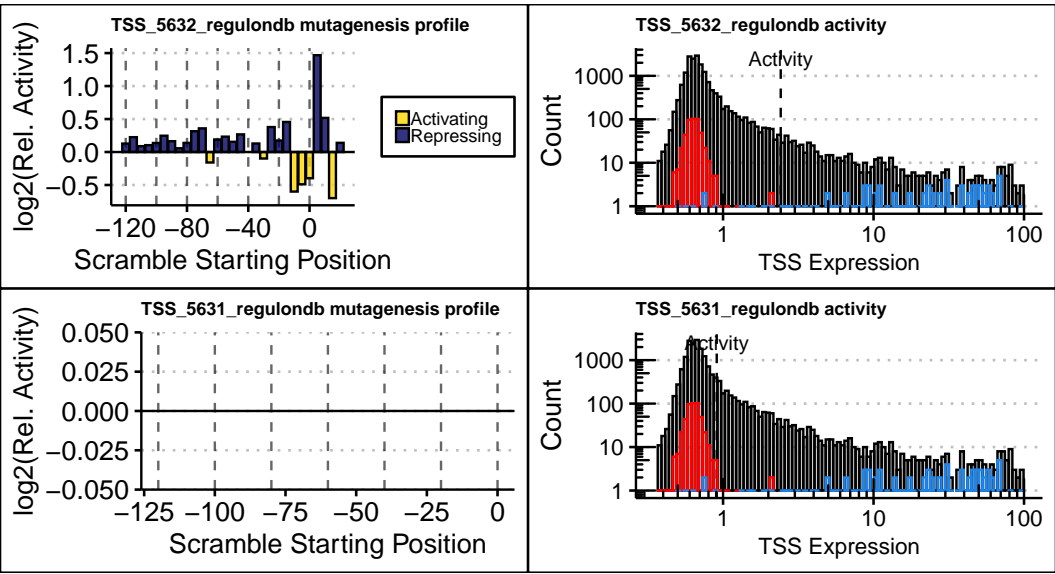 TSS_5632_regulondb mutagenesis profile
log2(Rel. Activity)
1.5
1.0
0.5
0.0
−0.5
−120
−80
−40
0
Scramble Starting Position
Activating
Repressing
TSS_5632_regulondb activity
Activity
Count
1000
100
10
1
1
10
100
TSS Expression
TSS_5631_regulondb mutagenesis profile
log2(Rel. Activity)
0.050
0.025
0.000
−0.025
−0.050
−125
−100
−75
−50
−25
0
Scramble Starting Position
TSS_5631_regulondb activity
Activity
Count
1000
100
10
1
1
10
100
TSS Expression